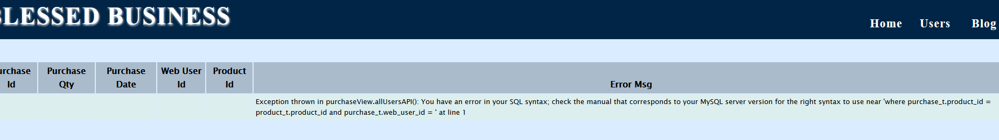 BLESSED BUSINESS
Home Users Blog
urchase Purchase Purchase Web User Product
Id Qty Date Id Id Error Msg
Exception thrown in purchaseView.allUsersAPI(): You have an error in your SQL syntax; check the manual that corresponds to your MySQL server version for the right syntax to use near 'where purchase_t.product_id =
product_t.product_id and purchase_t.web_user_id = ' at line 1